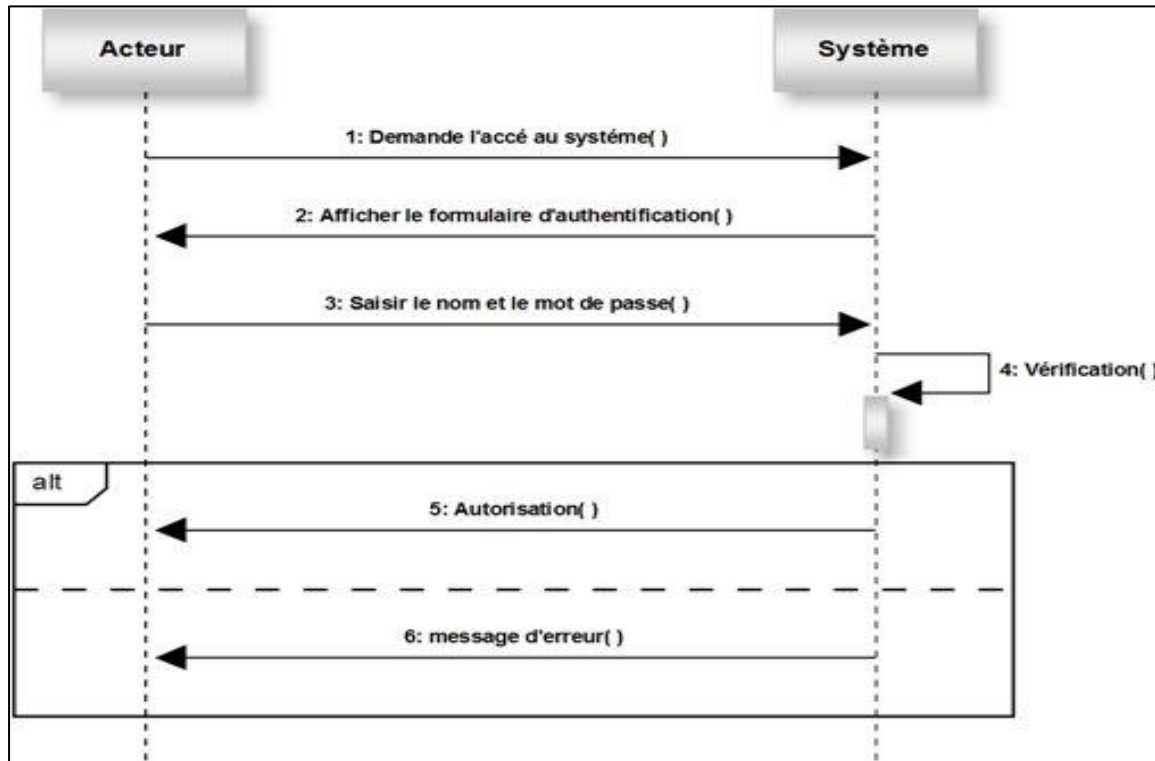 Acteur
Système
1: Demande l'accé au systéme( )
2: Afficher le formulaire d'authentification( )
3: Saisir le nom et le mot de passe( )
4: Vérification( )
alt
5: Autorisation( )
6: message d'erreur( )